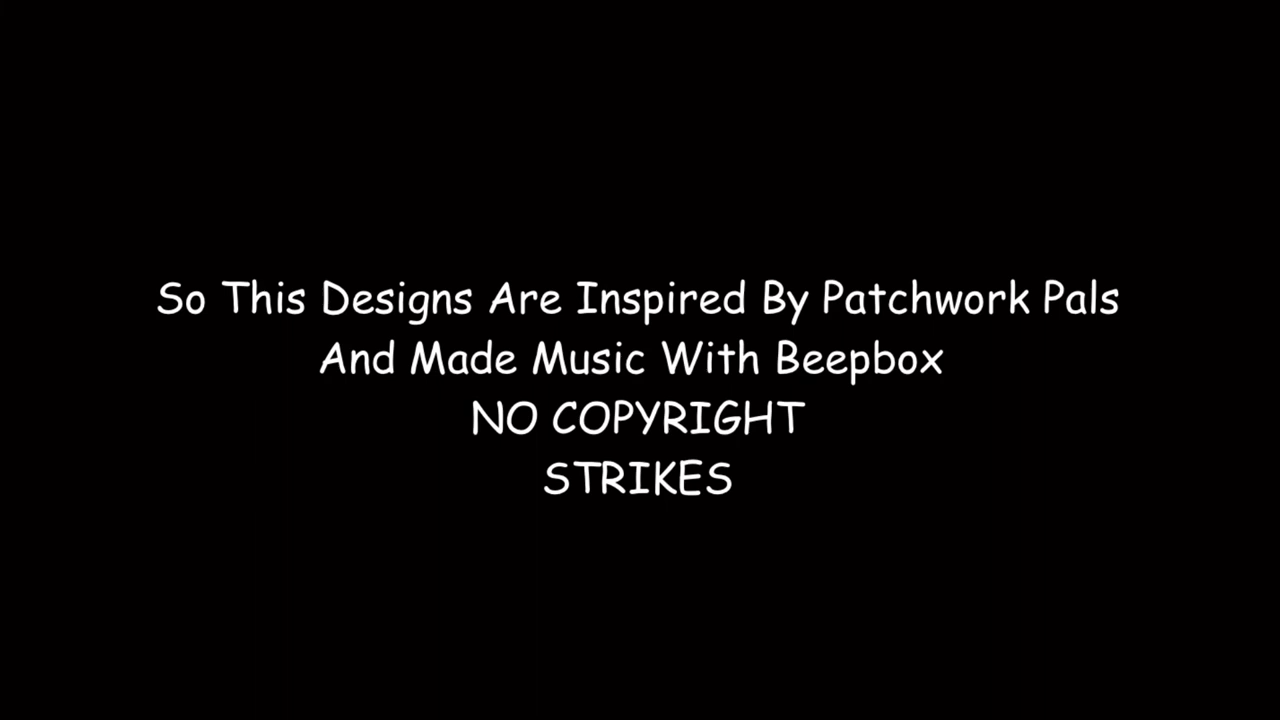 So This Designs Are Inspired By Patchwork Pals
And Made Music With Beepbox
NO COPYRIGHT
STRIKES